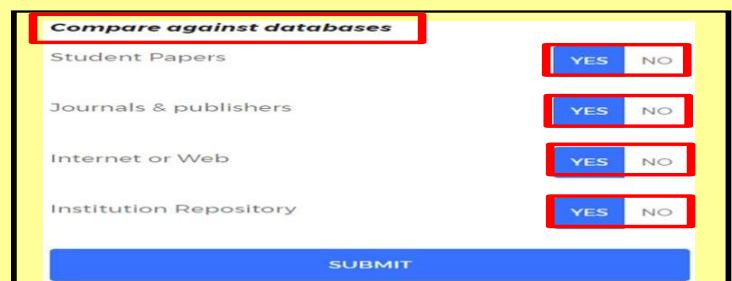 Compare against databases
Student Papers YES NO
Journals & publishers YES NO
Internet or Web YES NO
Institution Repository YES NO
SUBMIT